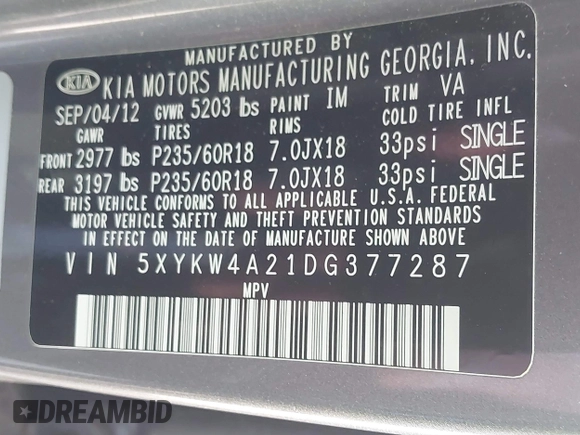 MANUFACTURED BY
KIA KIA MOTORS MANUFACTURING GEORGIA, INC.
SEP/04/12 GVWR 5203 lbs PAINT IM TRIM VA
GAWR TIRES RIMS COLD TIRE INFL
FRONT 2977 lbs P235/60R18 7.0JX18 33psi SINGLE
REAR 3197 lbs P235/60R18 7.0JX18 33psi SINGLE
THIS VEHICLE CONFORMS TO ALL APPLICABLE U.S.A. FEDERAL
MOTOR VEHICLE SAFETY AND THEFT PREVENTION STANDARDS
IN EFFECT ON THE DATE OF MANUFACTURE SHOWN ABOVE.
VIN 5XYKW4A21DG377287
MPV
DREAMBID